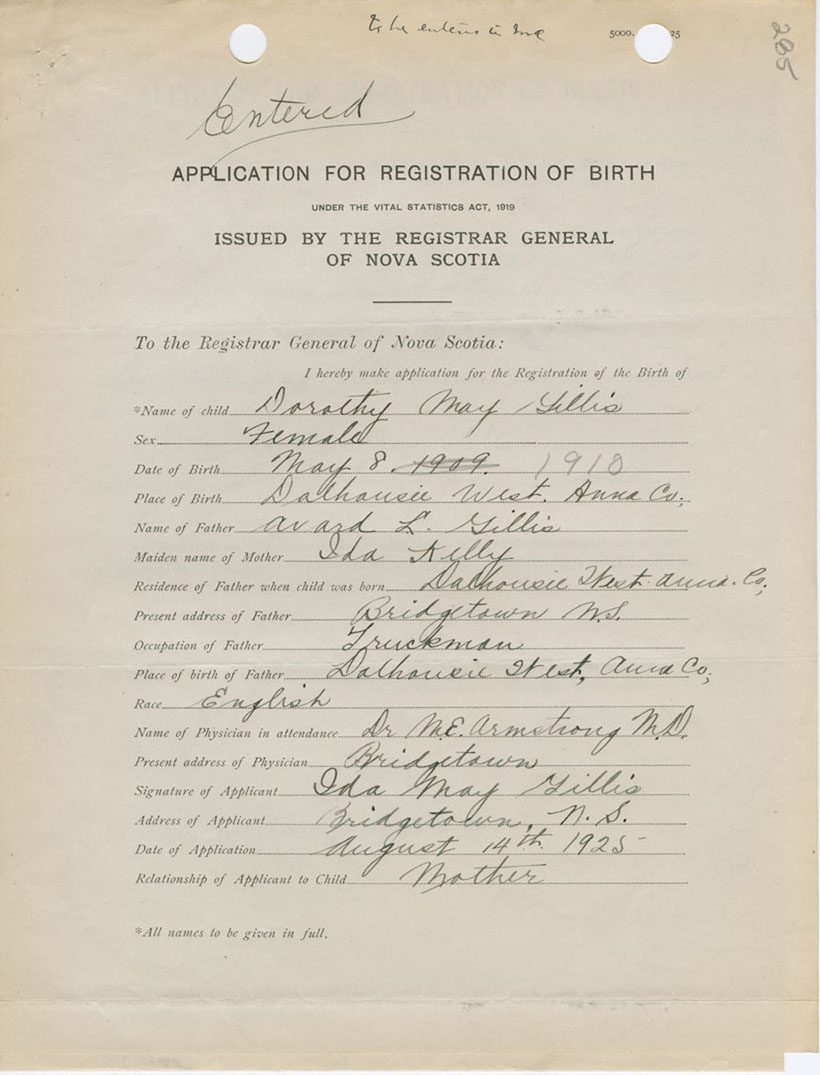 to be entered in
5000. 25
285
Entered
APPLICATION FOR REGISTRATION OF BIRTH
UNDER THE VITAL STATISTICS ACT, 1919
ISSUED BY THE REGISTRAR GENERAL
OF NOVA SCOTIA
To the Registrar General of Nova Scotia:
I hereby make application for the Registration of the Birth of
*Name of child Dorothy May Gillis
Sex Female
Date of Birth May 8. 1909. 1910
Place of Birth Dalhousie West. Anna Co;
Name of Father Avard L. Gillis
Maiden name of Mother Ida Kelly
Residence of Father when child was born Dalhousie West. Anna. Co;
Present address of Father Bridgetown N.S.
Occupation of Father Truckman
Place of birth of Father Dalhousie West, Anna Co;
Race English
Name of Physician in attendance Dr M.E. Armstrong M.D.
Present address of Physician Bridgetown
Signature of Applicant Ida May Gillis
Address of Applicant Bridgetown, N.S.
Date of Application August 14th 1925
Relationship of Applicant to Child Mother
*All names to be given in full.